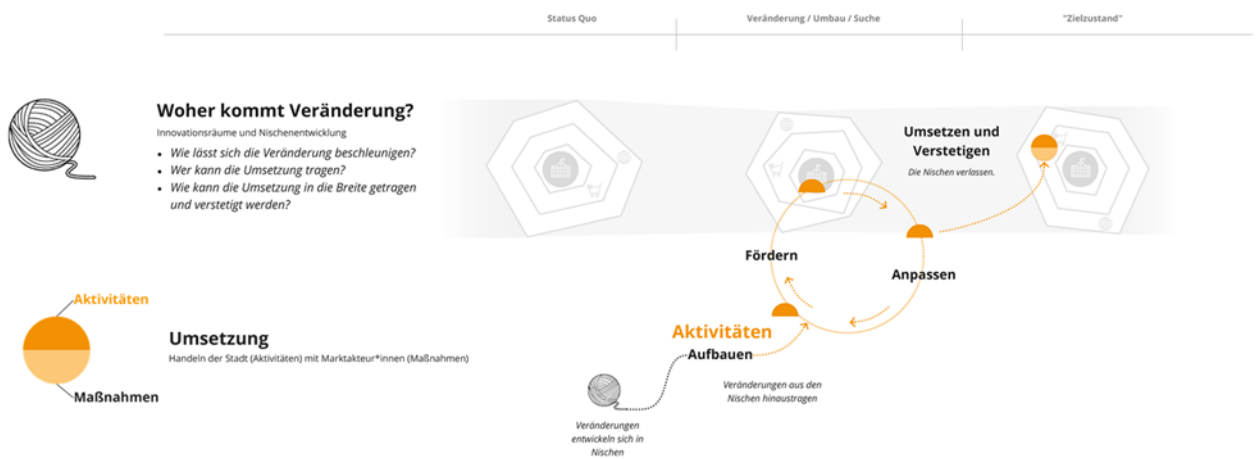 Status Quo
Veränderung / Umbau / Suche
"Zielzustand"
Woher kommt Veränderung?
Innovationsräume und Nischenentwicklung
• Wie lässt sich die Veränderung beschleunigen?
• Wer kann die Umsetzung tragen?
• Wie kann die Umsetzung in die Breite getragen
und verstetigt werden?
Umsetzen und
Verstetigen
Die Nischen verlassen.
Fördern
Anpassen
Aktivitäten
Aufbauen
Veränderungen aus den
Nischen hinaustragen
Veränderungen
entwickeln sich in
Nischen
Aktivitäten
Umsetzung
Handeln der Stadt (Aktivitäten) mit Marktakteur*innen (Maßnahmen)
Maßnahmen